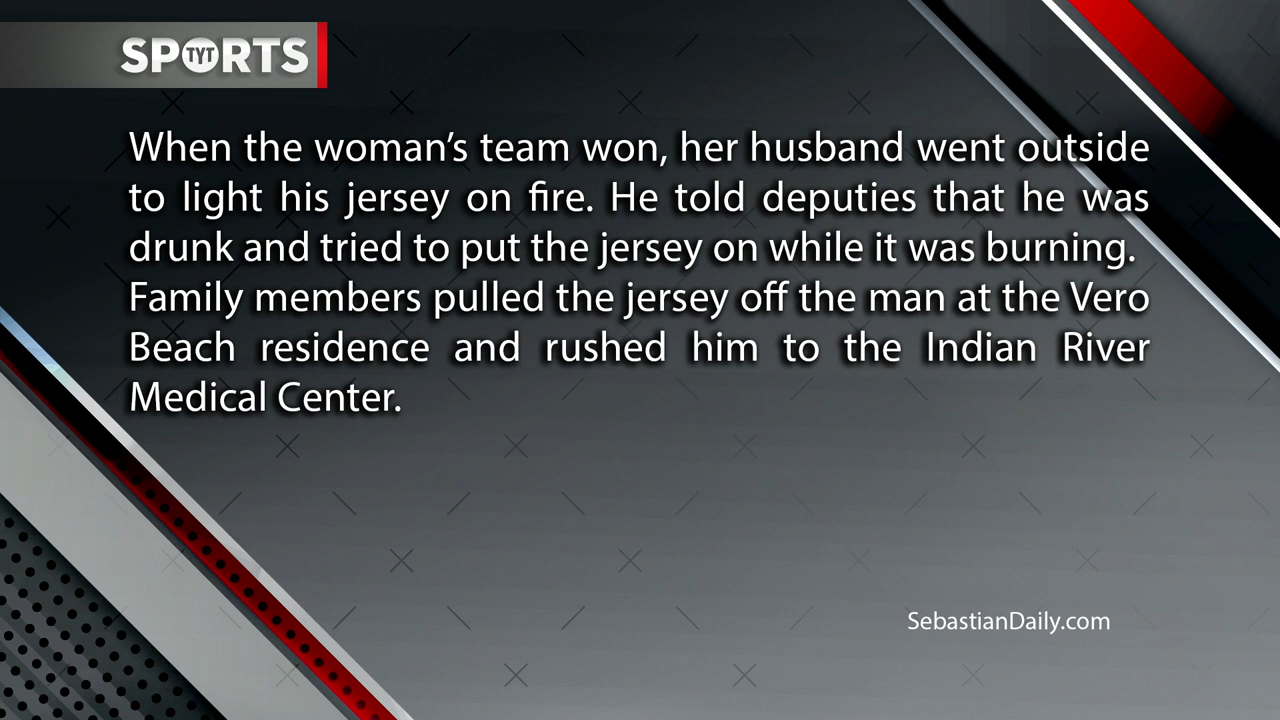 SPORTS
TYT
When the woman’s team won, her husband went outside
to light his jersey on fire. He told deputies that he was
drunk and tried to put the jersey on while it was burning.
Family members pulled the jersey off the man at the Vero
Beach residence and rushed him to the Indian River
Medical Center.
SebastianDaily.com